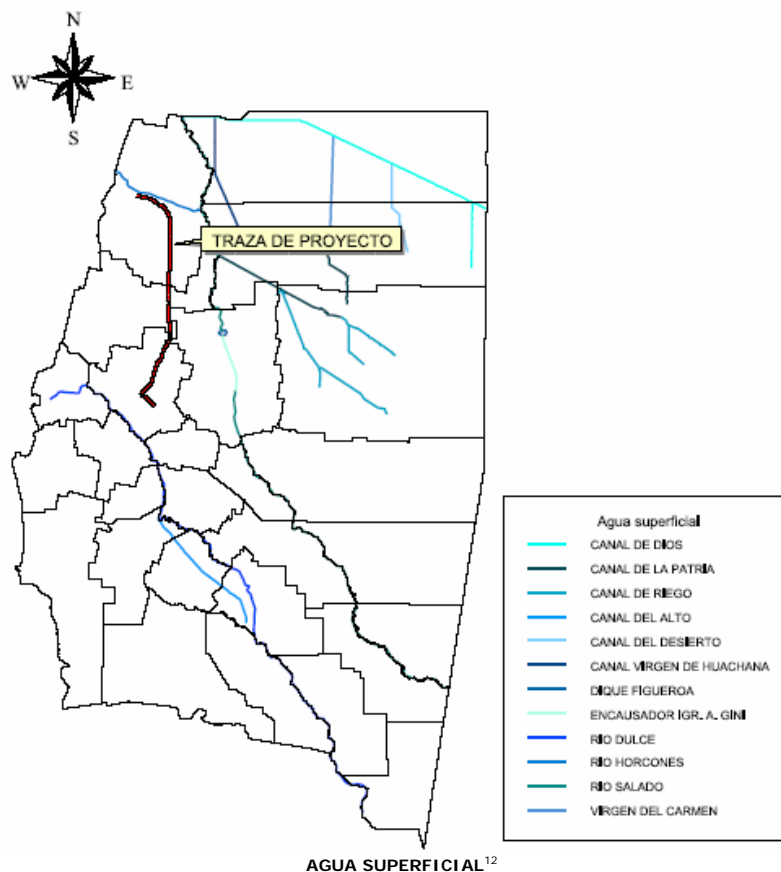 N
W E
S
TRAZA DE PROYECTO
Agua superficial
CANAL DE DIOS
CANAL DE LA PATRIA
CANAL DE RIEGO
CANAL DEL ALTO
CANAL DEL DESIERTO
CANAL VIRGEN DE HUACHANA
DIQUE FIGUEROA
ENCAUSADOR IGR. A. GINI
RIO DULCE
RIO HORCONES
RIO SALADO
VIRGEN DEL CARMEN
AGUA SUPERFICIAL12